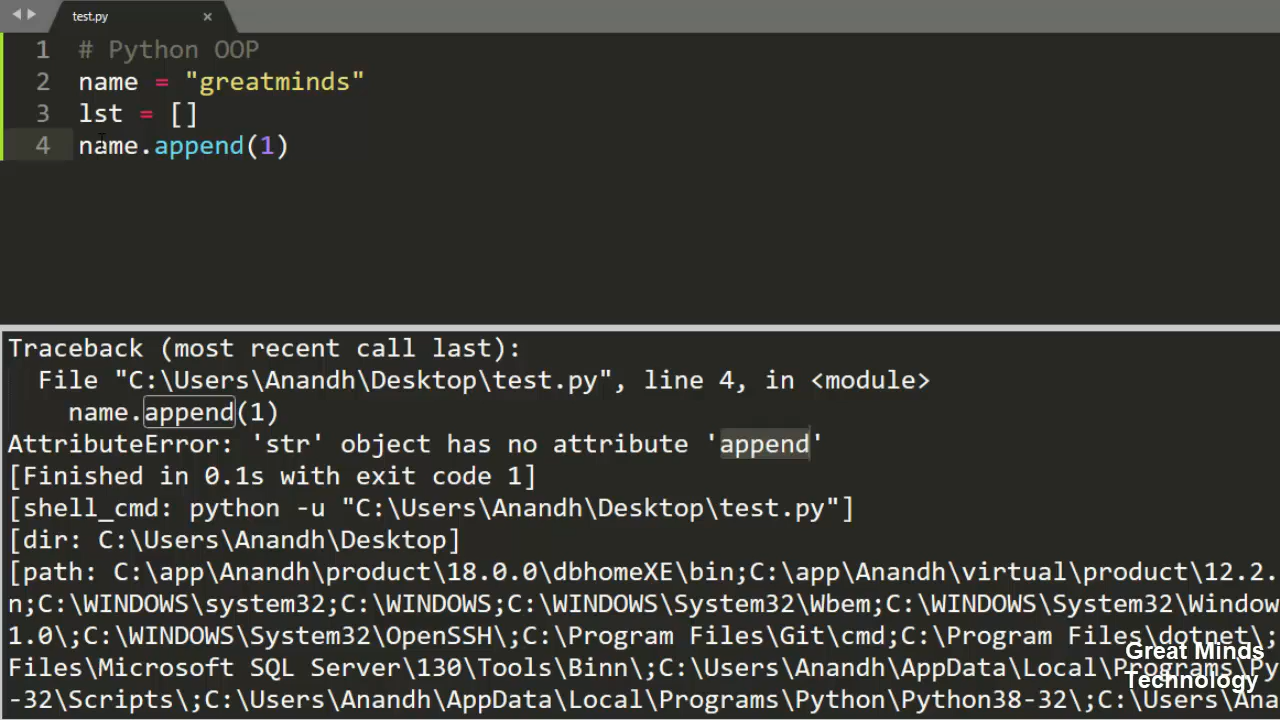 test.py ×
1 # Python OOP
2 name = "greatminds"
3 lst = []
4 name.append(1)
Traceback (most recent call last):
File "C:\Users\Anandh\Desktop\test.py", line 4, in <module>
name.append(1)
AttributeError: 'str' object has no attribute 'append'
[Finished in 0.1s with exit code 1]
[shell_cmd: python -u "C:\Users\Anandh\Desktop\test.py"]
[dir: C:\Users\Anandh\Desktop]
[path: C:\app\Anandh\product\18.0.0\dbhomeXE\bin;C:\app\Anandh\virtual\product\12.2.
n;C:\WINDOWS\system32;C:\WINDOWS;C:\WINDOWS\System32\Wbem;C:\WINDOWS\System32\Window
1.0\;C:\WINDOWS\System32\OpenSSH\;C:\Program Files\Git\cmd;C:\Program Files\dotnet\;
Files\Microsoft SQL Server\130\Tools\Binn\;C:\Users\Anandh\AppData\Local\Programs\Py
-32\Scripts\;C:\Users\Anandh\AppData\Local\Programs\Python\Python38-32\;C:\Users\Ana
Great Minds
Technology